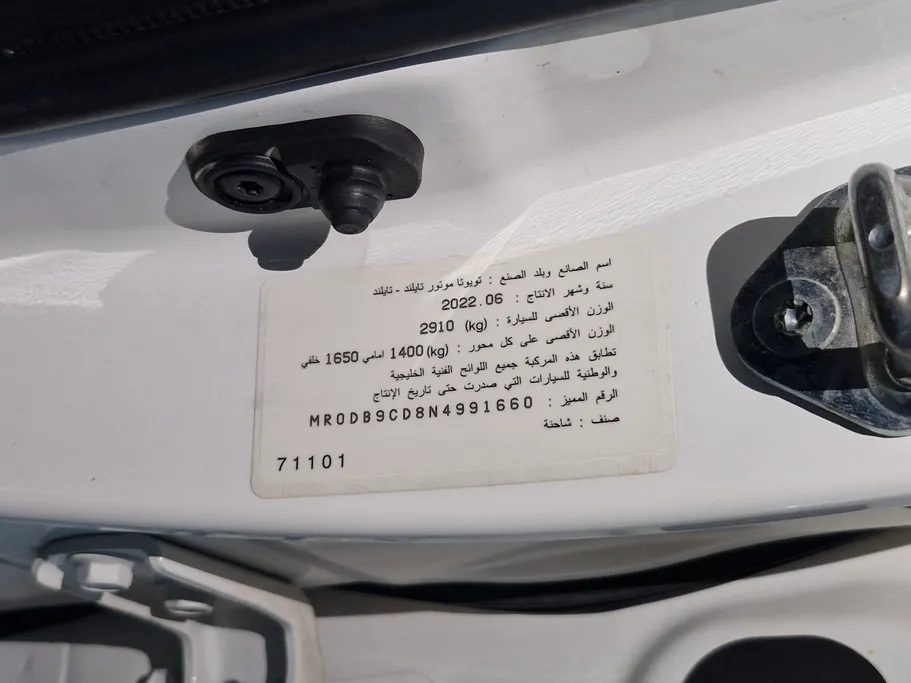 اسم الصانع وبلد الصنع : تويوتا موتور تايلند - تايلند
سنة وشهر الانتاج : 2022.06
الوزن الأقصى للسيارة : (kg) 2910
الوزن الأقصى على كل محور : (kg) 1400 امامي 1650 خلفي
تطابق هذه المركبة جميع اللوائح الفنية الخليجية
والوطنية للسيارات التي صدرت حتى تاريخ الإنتاج
الرقم المميز : MR0DB9CD8N4991660
صنف : شاحنة
71101